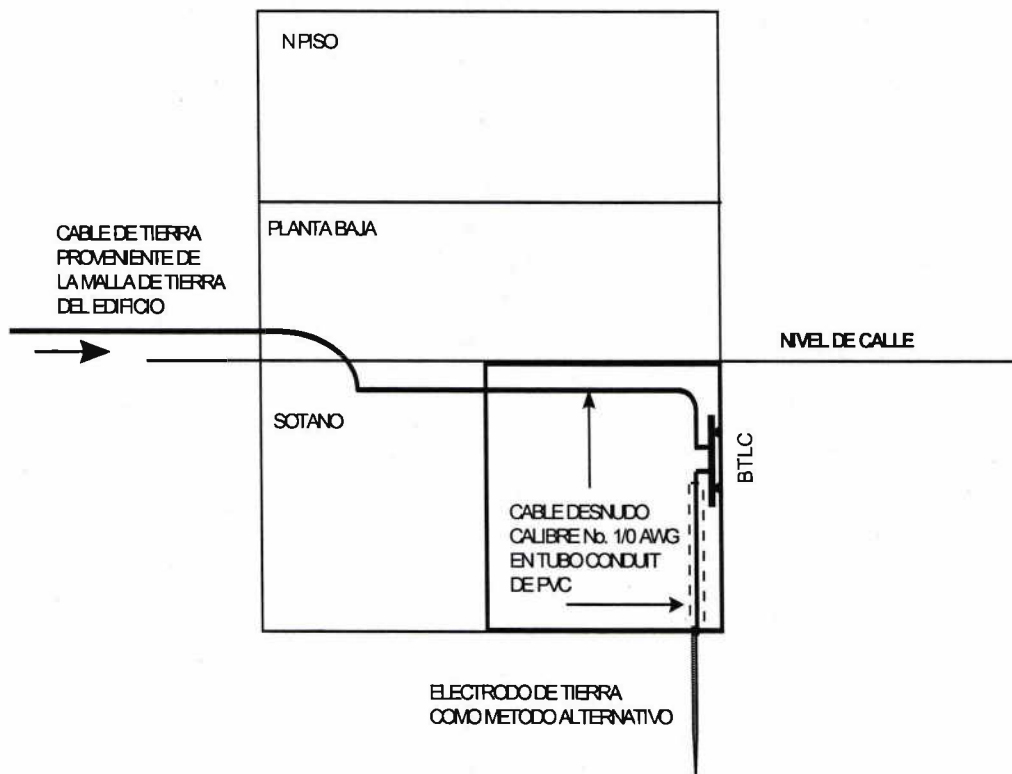 N PISO
PLANTA BAJA
CABLE DE TIERRA
PROVENIENTE DE
LA MALLA DE TIERRA
DEL EDIFICIO
NIVEL DE CALLE
SOTANO
BTLC
CABLE DESNUDO
CALIBRE No. 1/0 AWG
EN TUBO CONDUIT
DE PVC
ELECTRODO DE TIERRA
COMO METODO ALTERNATIVO